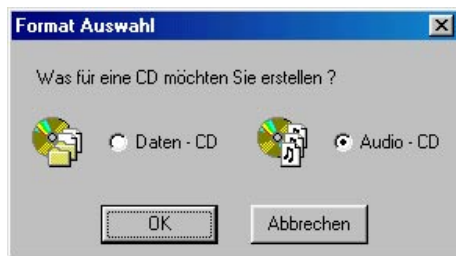 Format Auswahl
Was für eine CD möchten Sie erstellen ?
Daten - CD Audio - CD
OK Abbrechen